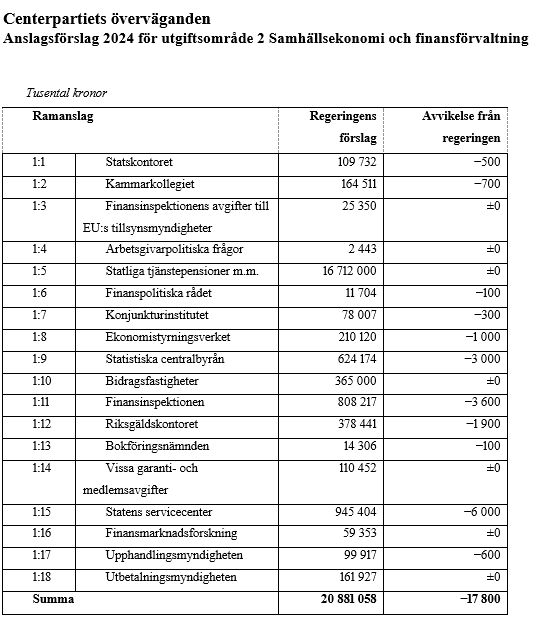 Centerpartiets överväganden
Anslagsförslag 2024 för utgiftsområde 2 Samhällsekonomi och finansförvaltning
Tusental kronor
Ramanslag Regeringens förslag Avvikelse från regeringen
1:1 Statskontoret 109 732 −500
1:2 Kammarkollegiet 164 511 −700
1:3 Finansinspektionens avgifter till 25 350 ±0
EU:s tillsynsmyndigheter
1:4 Arbetsgivarpolitiska frågor 2 443 ±0
1:5 Statliga tjänstepensioner m.m. 16 712 000 ±0
1:6 Finanspolitiska rådet 11 704 −100
1:7 Konjunkturinstitutet 78 007 −300
1:8 Ekonomistyrningsverket 210 120 −1 000
1:9 Statistiska centralbyrån 624 174 −3 000
1:10 Bidragsfastigheter 365 000 ±0
1:11 Finansinspektionen 808 217 −3 600
1:12 Riksgäldskontoret 378 441 −1 900
1:13 Bokföringsnämnden 14 306 −100
1:14 Vissa garanti- och 110 452 ±0
medlemsavgifter
1:15 Statens servicecenter 945 404 −6 000
1:16 Finansmarknadsforskning 59 353 ±0
1:17 Upphandlingsmyndigheten 99 917 −600
1:18 Utbetalningsmyndigheten 161 927 ±0
Summa 20 881 058 −17 800